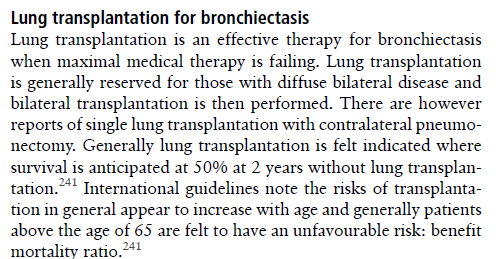 Lung transplantation for bronchiectasis
Lung transplantation is an effective therapy for bronchiectasis
when maximal medical therapy is failing. Lung transplantation
is generally reserved for those with diffuse bilateral disease and
bilateral transplantation is then performed. There are however
reports of single lung transplantation with contralateral pneumo-
nectomy. Generally lung transplantation is felt indicated where
survival is anticipated at 50% at 2 years without lung transplan-
tation.241 International guidelines note the risks of transplanta-
tion in general appear to increase with age and generally patients
above the age of 65 are felt to have an unfavourable risk: benefit
mortality ratio.241